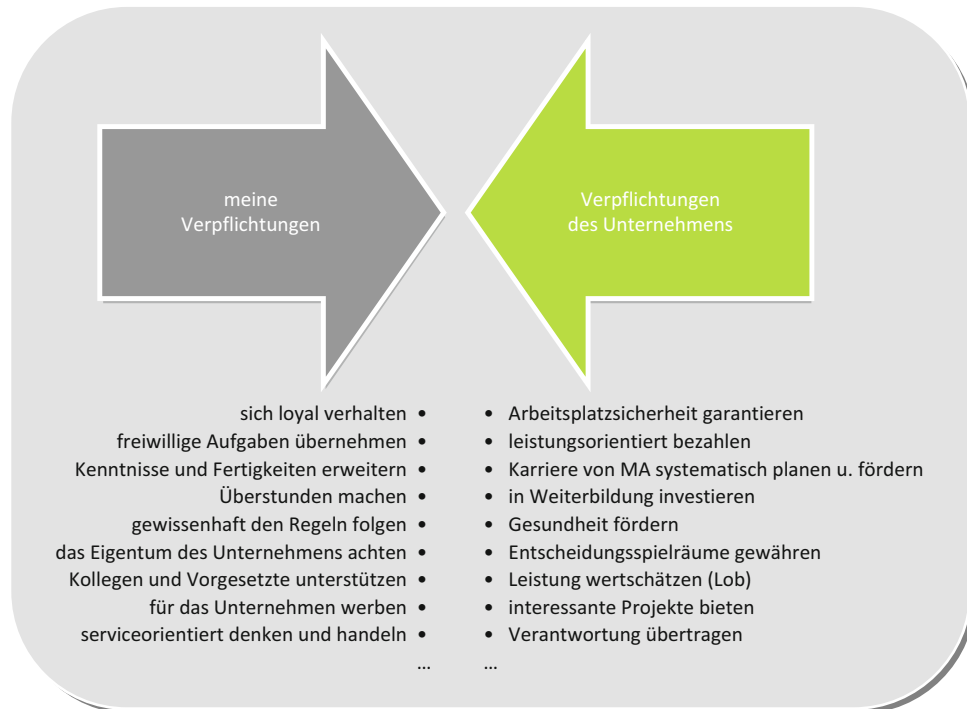 meine
Verpflichtungen
Verpflichtungen
des Unternehmens
sich loyal verhalten •
freiwillige Aufgaben übernehmen •
Kenntnisse und Fertigkeiten erweitern •
Überstunden machen •
gewissenhaft den Regeln folgen •
das Eigentum des Unternehmens achten •
Kollegen und Vorgesetzte unterstützen •
für das Unternehmen werben •
serviceorientiert denken und handeln •
...
• Arbeitsplatzsicherheit garantieren
• leistungsorientiert bezahlen
• Karriere von MA systematisch planen u. fördern
• in Weiterbildung investieren
• Gesundheit fördern
• Entscheidungsspielräume gewähren
• Leistung wertschätzen (Lob)
• interessante Projekte bieten
• Verantwortung übertragen
...